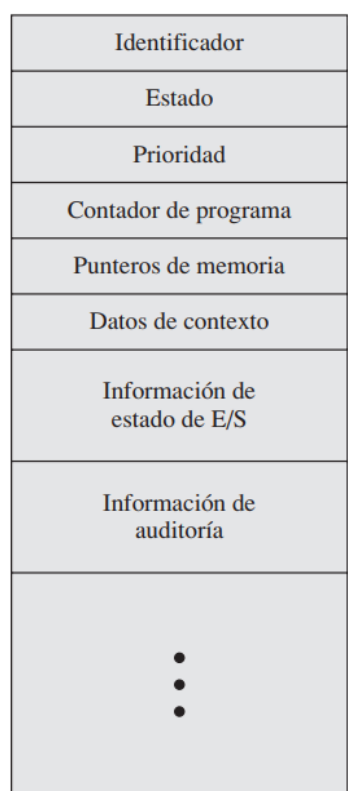 Identificador
Estado
Prioridad
Contador de programa
Punteros de memoria
Datos de contexto
Información de
estado de E/S
Información de
auditoría